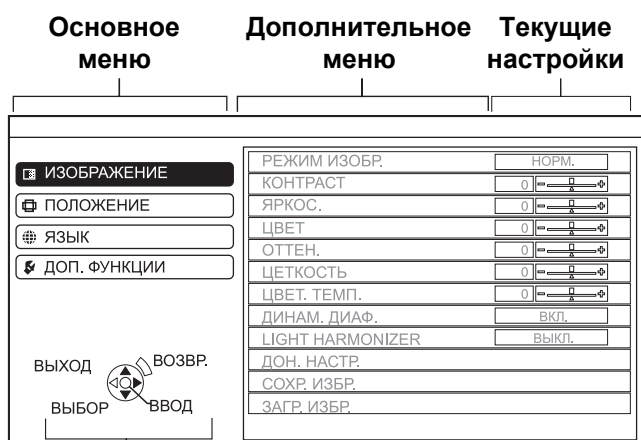 Основное меню
Дополнительное меню
Текущие настройки
ИЗОБРАЖЕНИЕ
ПОЛОЖЕНИЕ
ЯЗЫК
ДОП. ФУНКЦИИ
РЕЖИМ ИЗОБР. НОРМ.
КОНТРАСТ 0
ЯРКОС. 0
ЦВЕТ 0
ОТТЕН. 0
ЦЕТКОСТЬ 0
ЦВЕТ. ТЕМП. 0
ДИНАМ. ДИАФ. ВКЛ.
LIGHT HARMONIZER ВЫКЛ.
ДОН. НАСТР.
СОХР. ИЗБР.
ЗАГР. ИЗБР.
ВЫХОД ВОЗВР.
ВЫБОР ВВОД